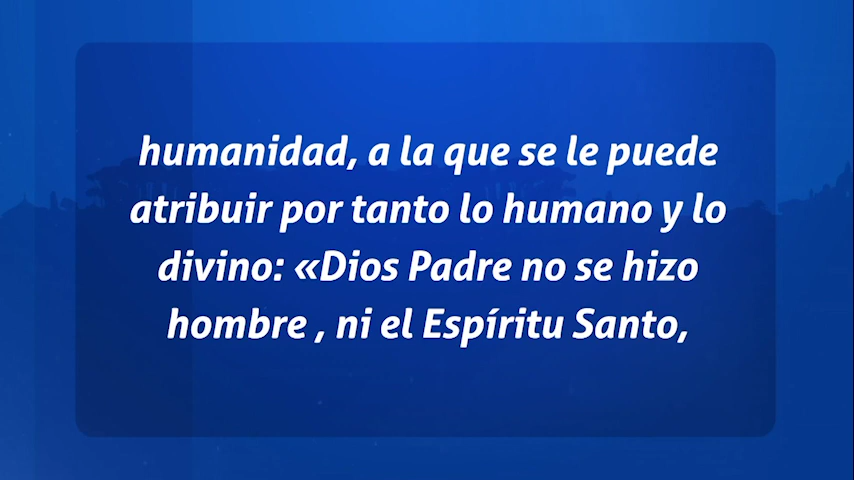 humanidad, a la que se le puede
atribuir por tanto lo humano y lo
divino: «Dios Padre no se hizo
hombre , ni el Espíritu Santo,